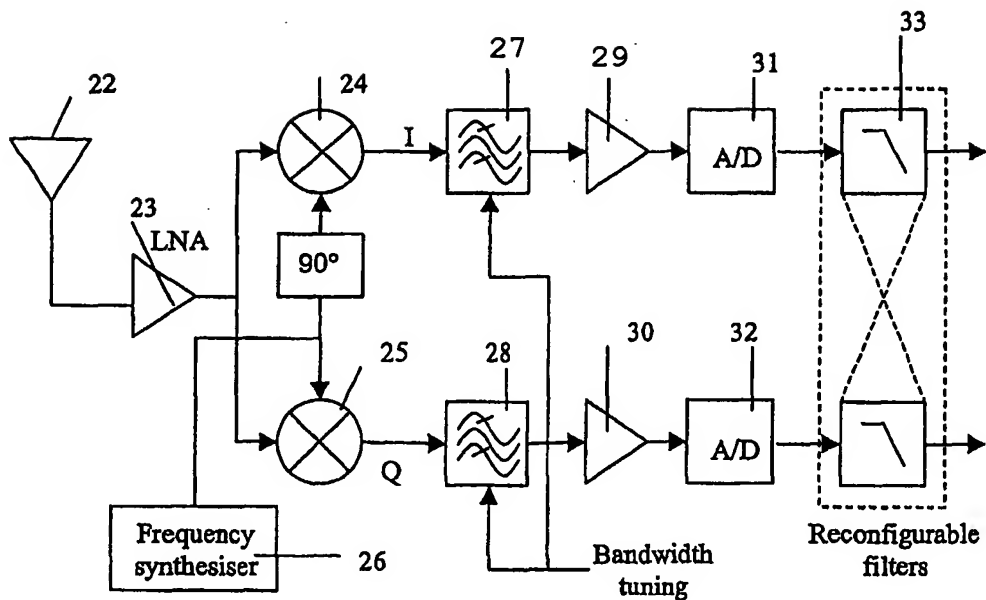 22
24
27
29
31
33
23
LNA
I
A/D
90°
25
28
30
32
Q
A/D
Frequency
synthesiser
26
Bandwidth
tuning
Reconfigurable
filters